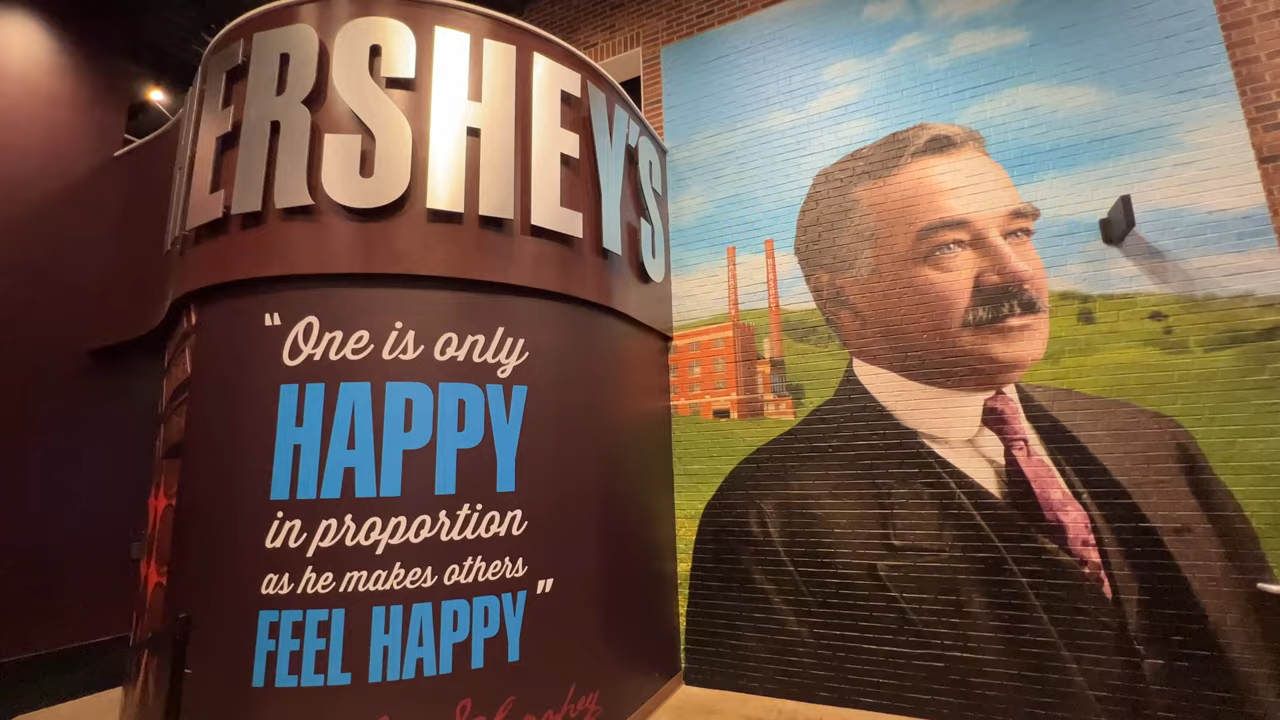 ERSHEY'S
"One is only
HAPPY
in proportion
as he makes others
FEEL HAPPY"